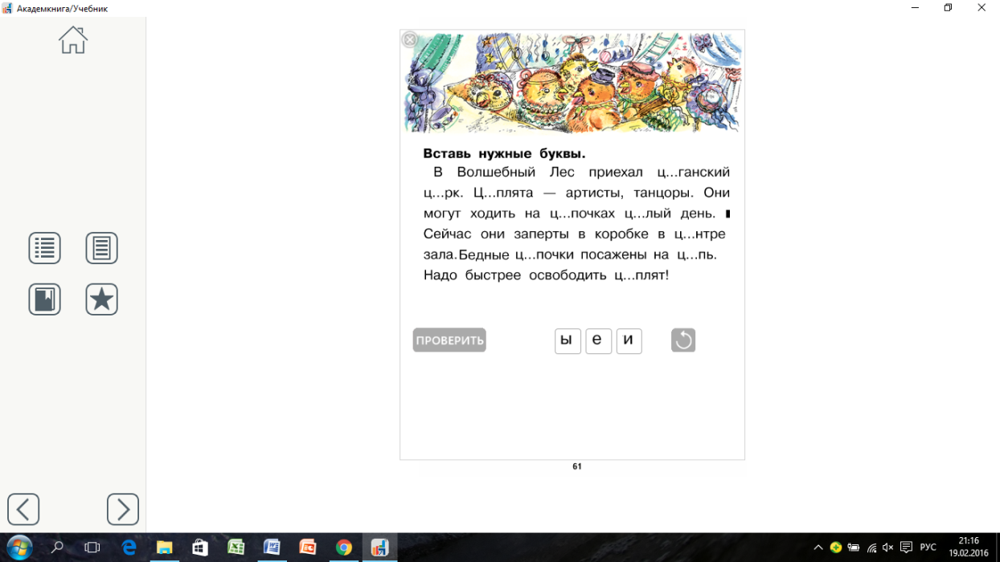 Академкнига/Учебник
Вставь нужные буквы.
В Волшебный Лес приехал ц...ганский
ц...рк. Ц...плята — артисты, танцоры. Они
могут ходить на ц...почках ц...лый день.
Сейчас они заперты в коробке в ц...нтре
зала.Бедные ц...почки посажены на ц...пь.
Надо быстрее освободить ц...плят!
ПРОВЕРИТЬ ы е и
61
РУС
21:16
19.02.2016